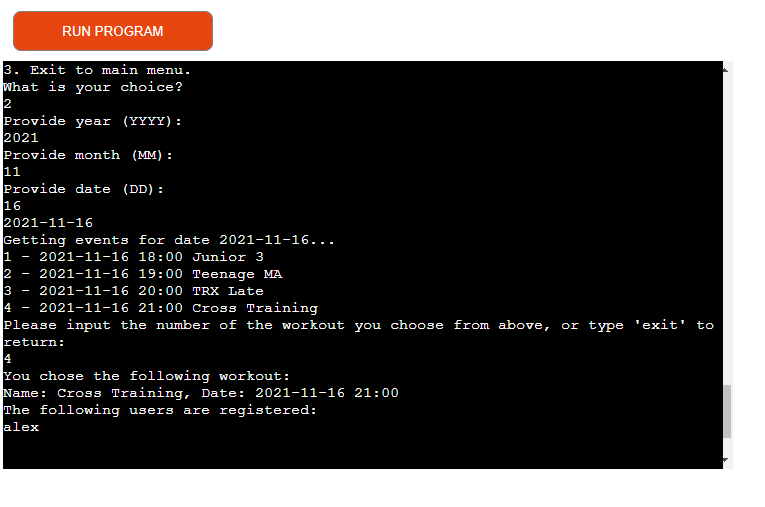 RUN PROGRAM
3. Exit to main menu.
What is your choice?
2
Provide year (YYYY):
2021
Provide month (MM):
11
Provide date (DD):
16
2021-11-16
Getting events for date 2021-11-16...
1 - 2021-11-16 18:00 Junior 3
2 - 2021-11-16 19:00 Teenage MA
3 - 2021-11-16 20:00 TRX Late
4 - 2021-11-16 21:00 Cross Training
Please input the number of the workout you choose from above, or type 'exit' to
return:
4
You chose the following workout:
Name: Cross Training, Date: 2021-11-16 21:00
The following users are registered:
alex